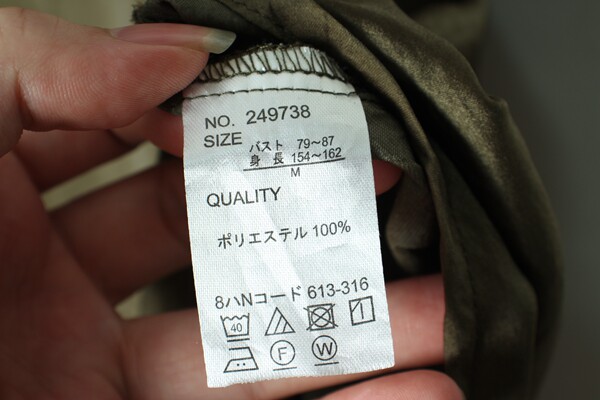 NO. 249738
SIZE
バスト 79～87
身 長 154～162
M
QUALITY
ポリエステル 100%
8ハNコード 613-316
40
F W